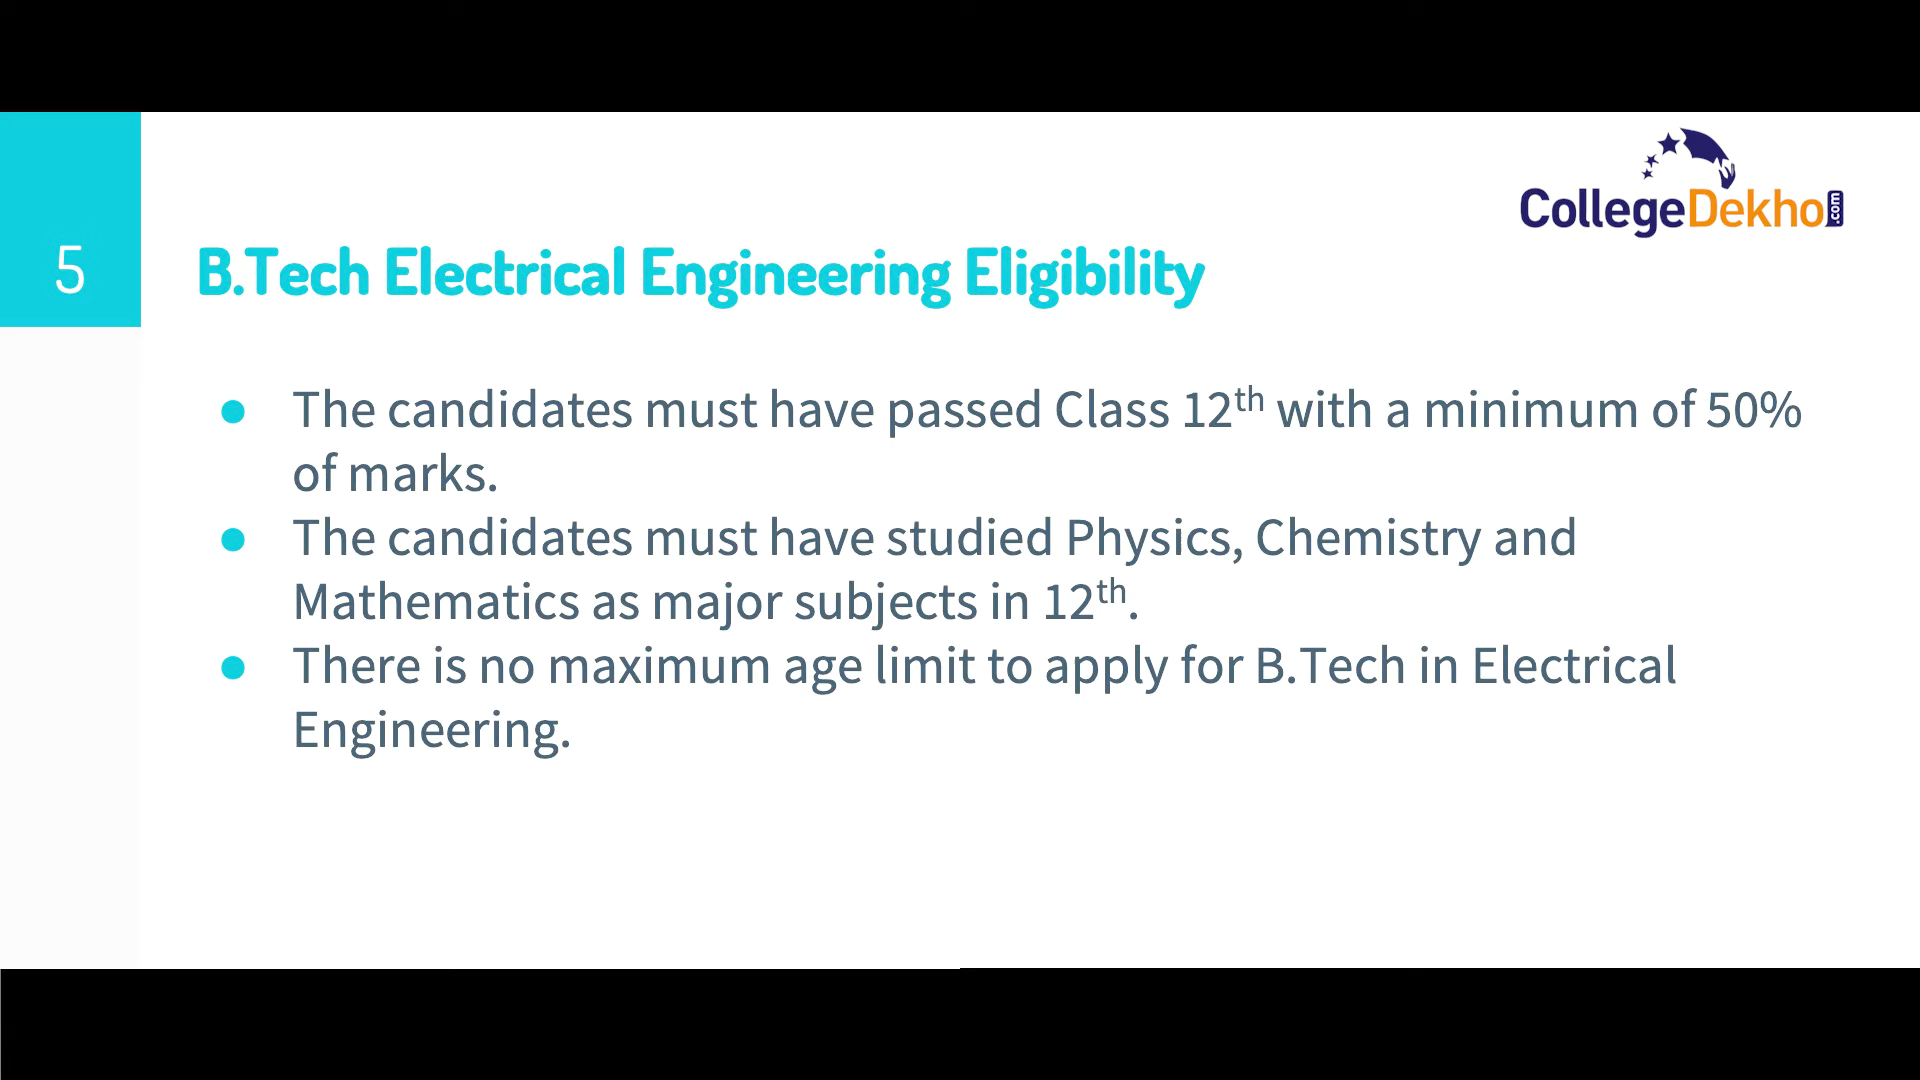 CollegeDekho.com
5
B.Tech Electrical Engineering Eligibility
● The candidates must have passed Class 12th with a minimum of 50%
of marks.
● The candidates must have studied Physics, Chemistry and
Mathematics as major subjects in 12th.
● There is no maximum age limit to apply for B.Tech in Electrical
Engineering.